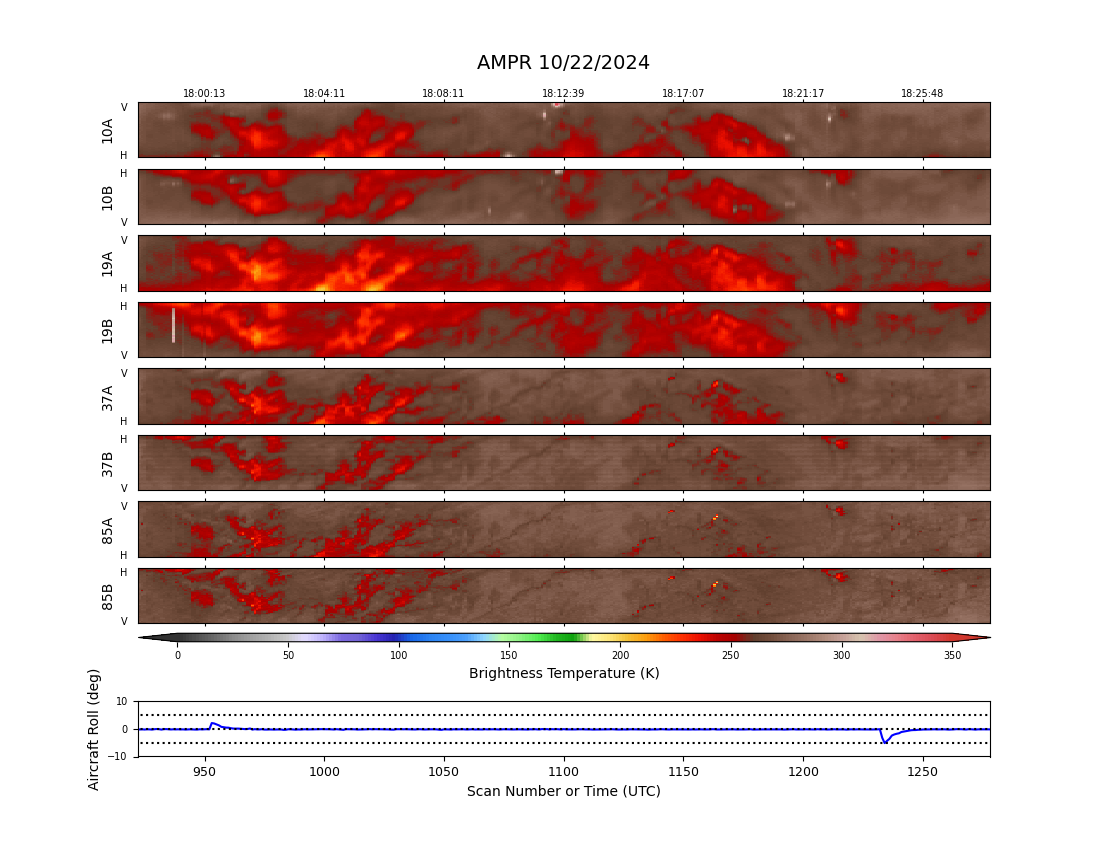 AMPR 10/22/2024
18:00:13 18:04:11 18:08:11 18:12:39 18:17:07 18:21:17 18:25:48
V
10A
H
H
10B
V
V
19A
H
H
19B
V
V
37A
H
H
37B
V
V
85A
H
H
85B
V
0 50 100 150 200 250 300 350
Brightness Temperature (K)
Aircraft Roll (deg)
10
0
−10
950 1000 1050 1100 1150 1200 1250
Scan Number or Time (UTC)